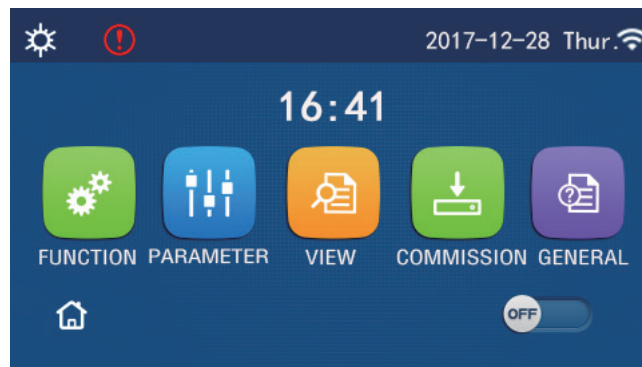 2017-12-28 Thur.
16:41
FUNCTION PARAMETER VIEW COMMISSION GENERAL
OFF